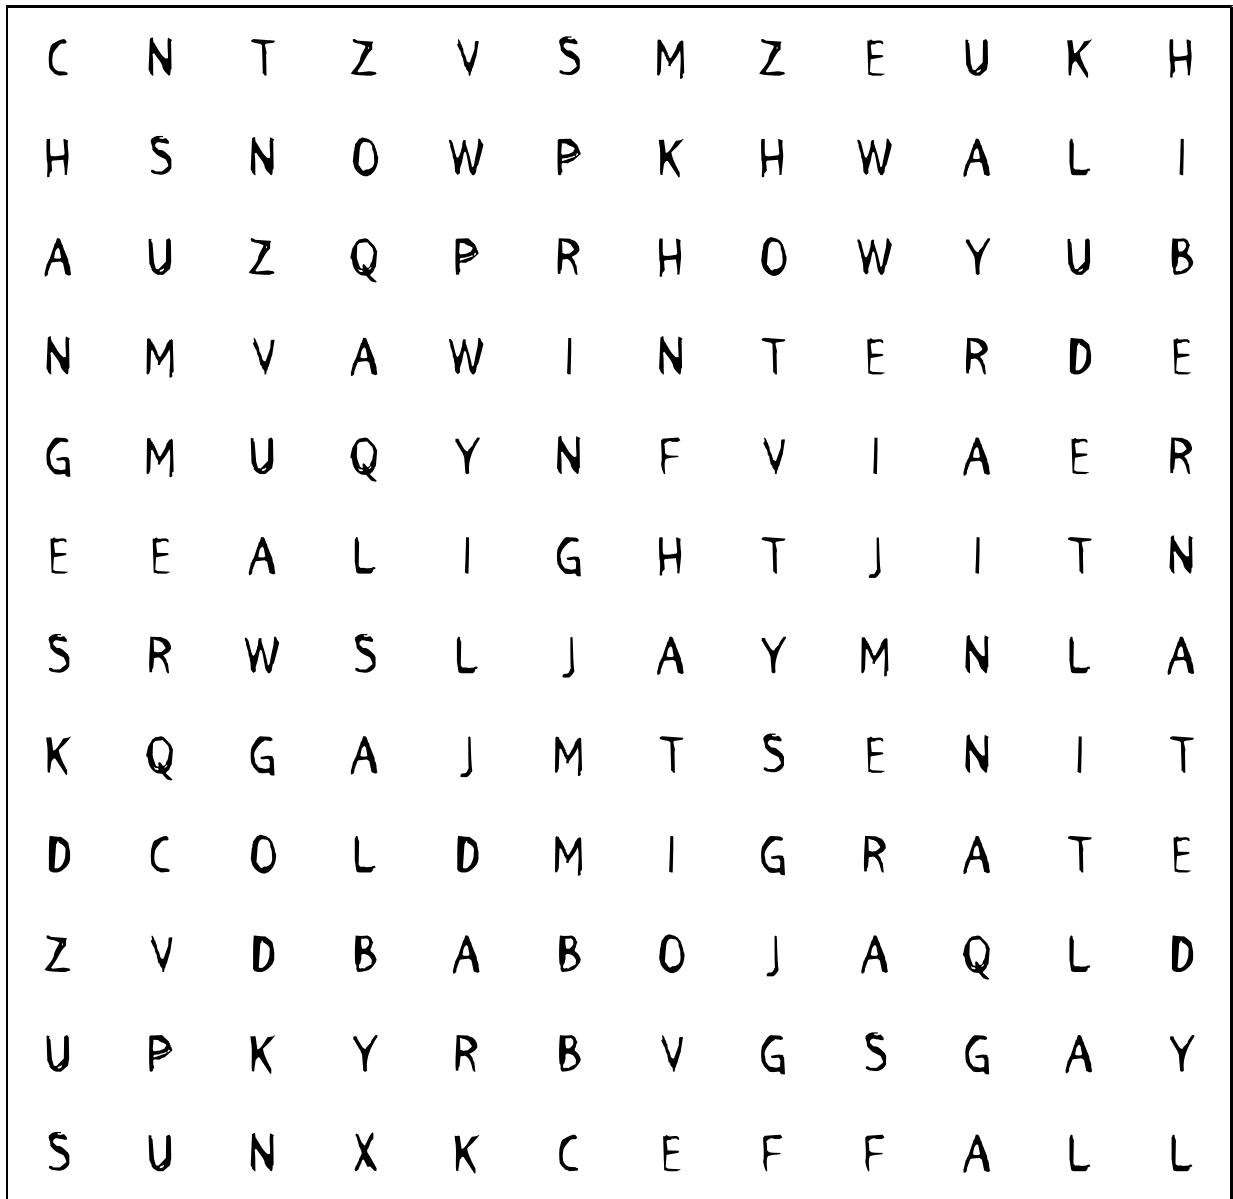 C N T Z V S M Z E U K H
H S N O W P K H W A L I
A U Z Q P R H O W Y U B
N M V A W I N T E R D E
G M U Q Y N F V I A E R
E E A L I G H T J I T N
S R W S L J A Y M N L A
K Q G A J M T S E N I T
D C O L D M I G R A T E
Z V D B A B O J A Q L D
U P K Y R B V G S G A Y
S U N X K C E F F A L L